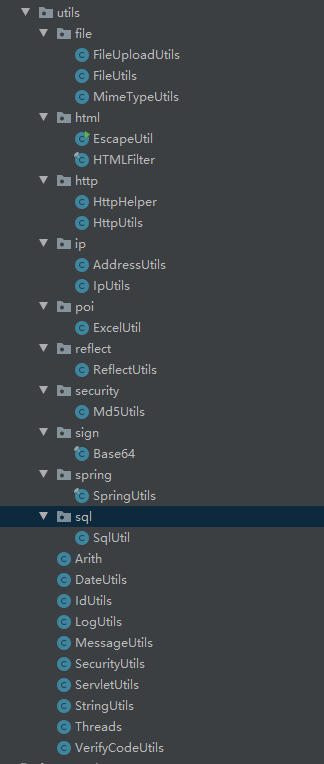 utils
file
FileUploadUtils
FileUtils
MimeTypeUtils
html
EscapeUtil
HTMLFilter
http
HttpHelper
HttpUtils
ip
AddressUtils
IpUtils
poi
ExcelUtil
reflect
ReflectUtils
security
Md5Utils
sign
Base64
spring
SpringUtils
sql
SqlUtil
Arith
DateUtils
IdUtils
LogUtils
MessageUtils
SecurityUtils
ServletUtils
StringUtils
Threads
VerifyCodeUtils